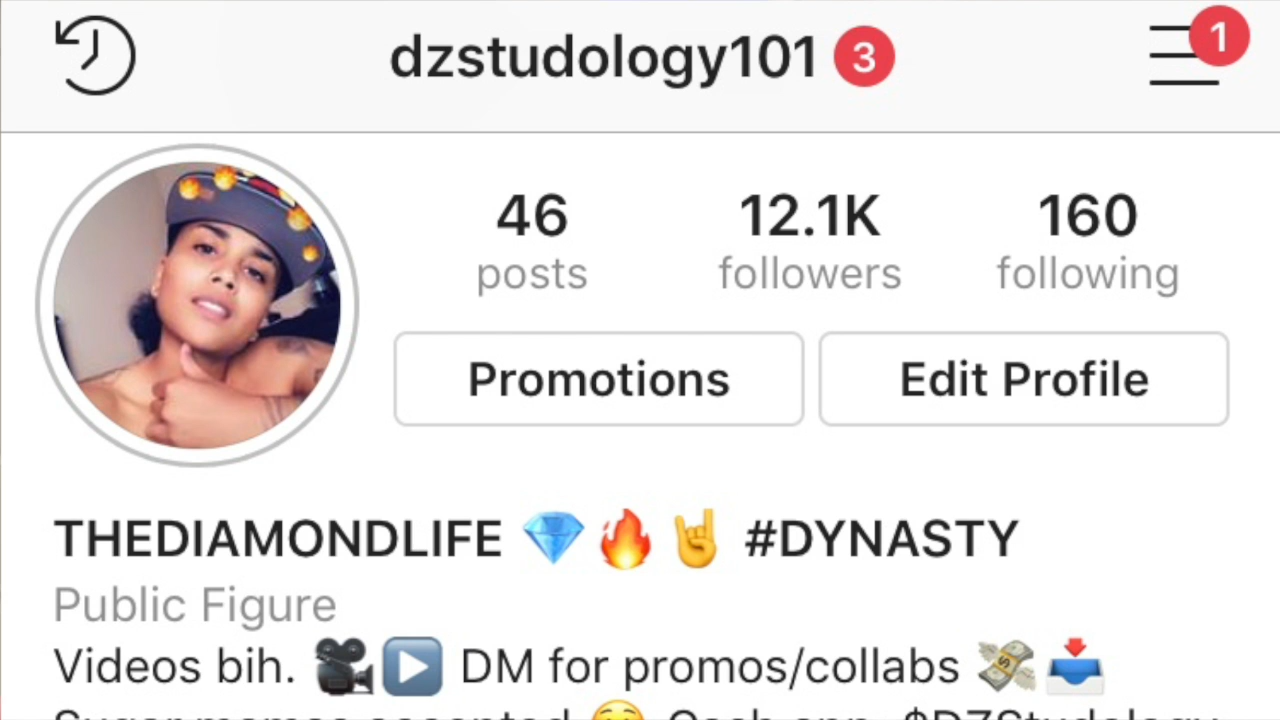 dzstudology101 3
1
46 12.1K 160
posts followers following
Promotions Edit Profile
THEDIAMONDLIFE 💎🔥🤘 #DYNASTY
Public Figure
Videos bih. 🎥▶️ DM for promos/collabs 💸📥